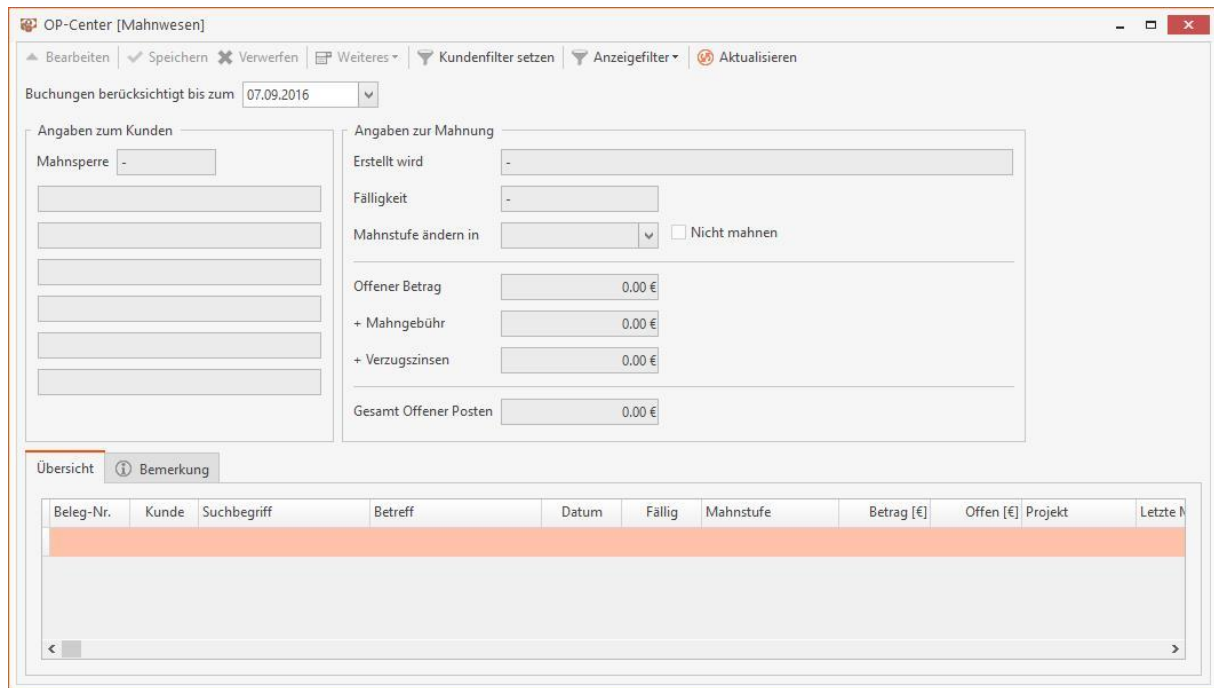 OP-Center [Mahnwesen]
Bearbeiten Speichern Verwerfen Weiteres Kundenfilter setzen Anzeigefilter Aktualisieren
Buchungen berücksichtigt bis zum 07.09.2016
Angaben zum Kunden
Mahnsperre -
Angaben zur Mahnung
Erstellt wird -
Fälligkeit -
Mahnstufe ändern in Nicht mahnen
Offener Betrag 0.00 €
+ Mahngebühr 0.00 €
+ Verzugszinsen 0.00 €
Gesamt Offener Posten 0.00 €
Übersicht Bemerkung
Beleg-Nr. Kunde Suchbegriff Betreff Datum Fällig Mahnstufe Betrag [€] Offen [€] Projekt Letzte